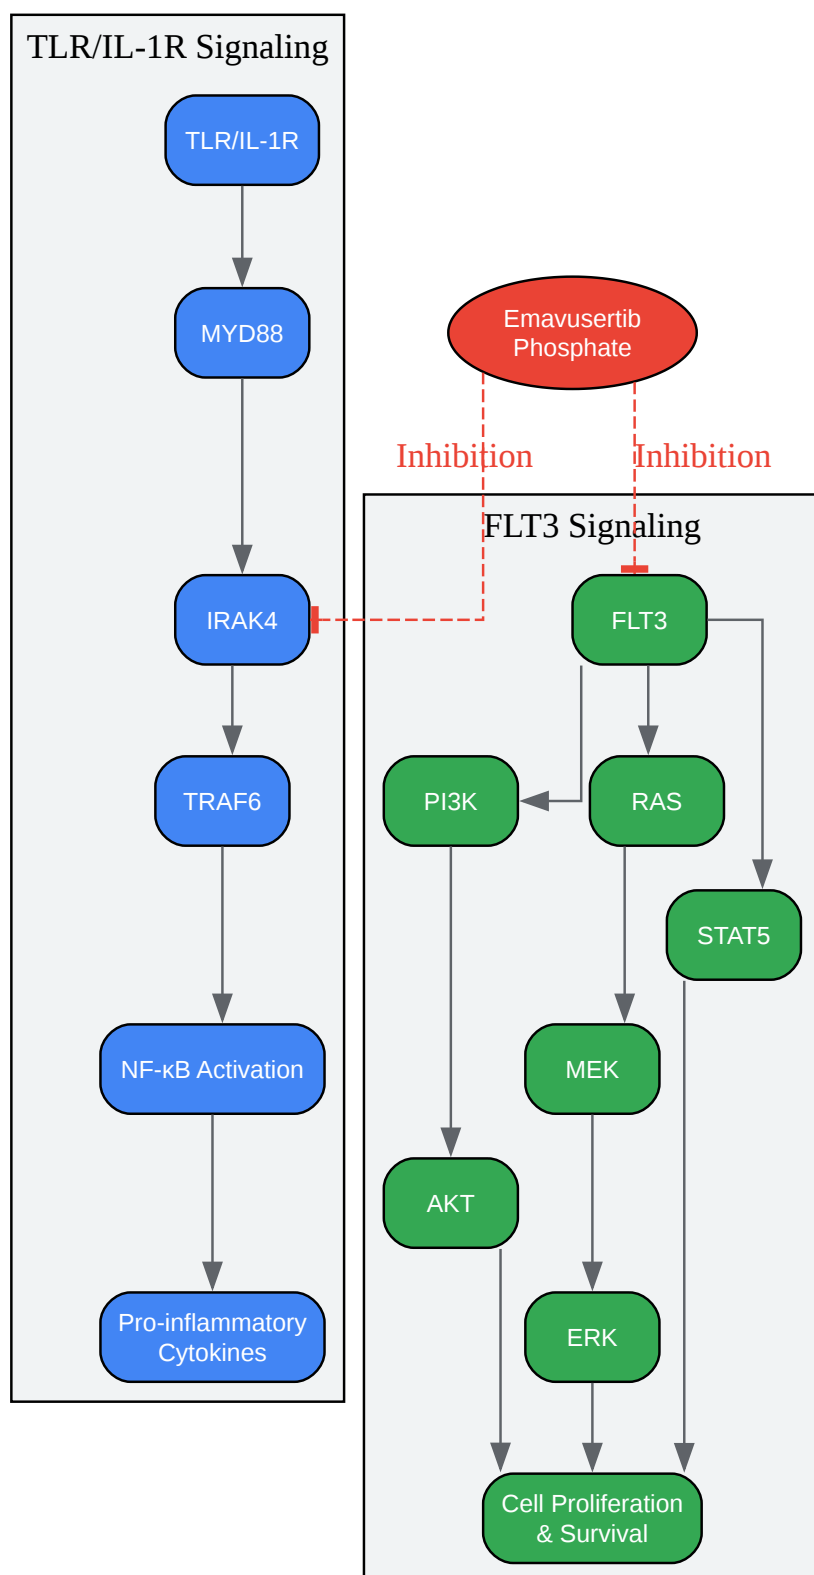 TLR/IL-1R Signaling
TLR/IL-1R
MYD88
Emavusertib
Phosphate
Inhibition
Inhibition
FLT3 Signaling
IRAK4
FLT3
TRAF6
PI3K
RAS
STAT5
NF-κB Activation
MEK
AKT
Pro-inflammatory
Cytokines
ERK
Cell Proliferation
& Survival